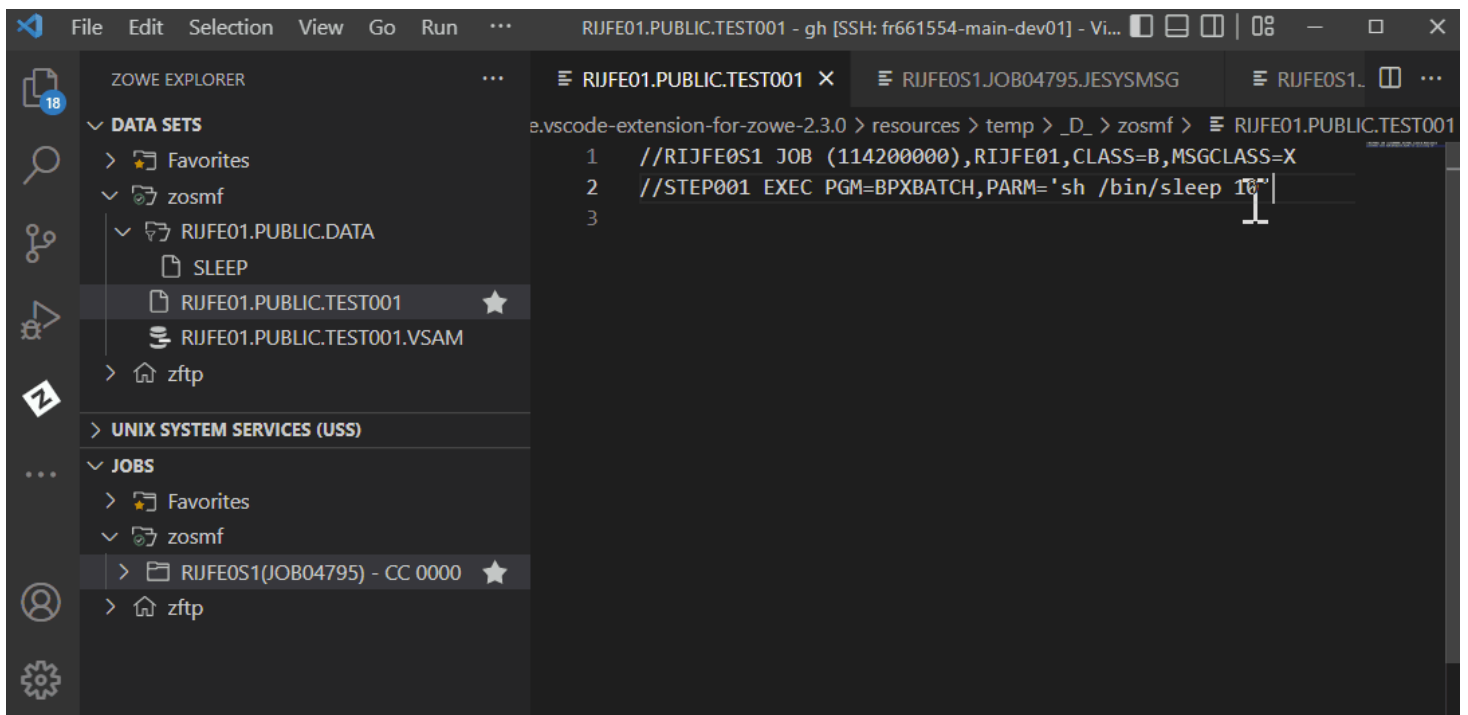 File Edit Selection View Go Run ··· RIJFE01.PUBLIC.TEST001 - gh [SSH: fr661554-main-dev01] - Vi...
18
ZOWE EXPLORER
DATA SETS
Favorites
zosmf
RIJFE01.PUBLIC.DATA
SLEEP
RIJFE01.PUBLIC.TEST001
RIJFE01.PUBLIC.TEST001.VSAM
zftp
UNIX SYSTEM SERVICES (USS)
JOBS
Favorites
zosmf
RIJFE0S1(JOB04795) - CC 0000
zftp
RIJFE01.PUBLIC.TEST001 RIJFE0S1.JOB04795.JESYSMSG RIJFE0S1.
e.vscode-extension-for-zowe-2.3.0 > resources > temp > _D_ > zosmf > RIJFE01.PUBLIC.TEST001
1 //RIJFE0S1 JOB (114200000),RIJFE01,CLASS=B,MSGCLASS=X
2 //STEP001 EXEC PGM=BPXBATCH,PARM='sh /bin/sleep 10'
3